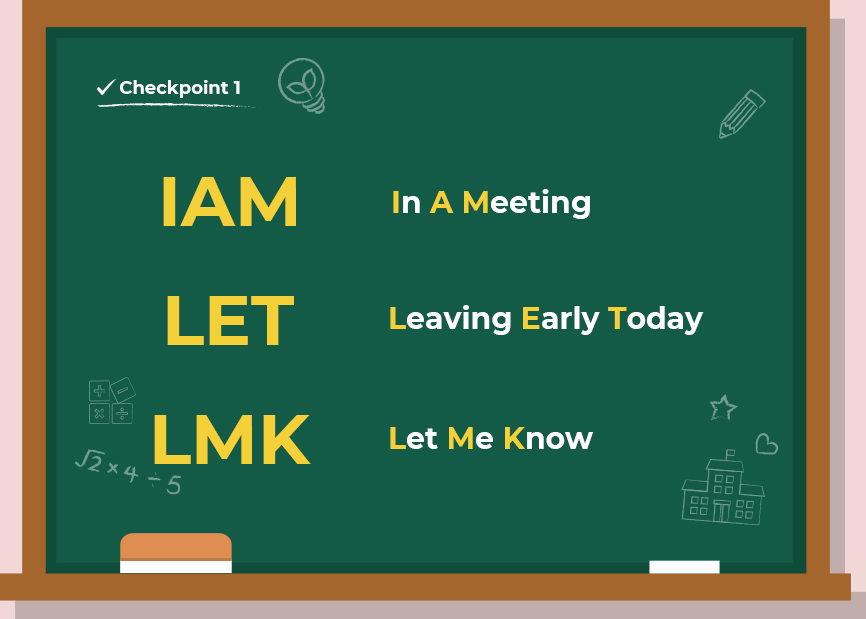 ✓ Checkpoint 1
IAM In A Meeting
LET Leaving Early Today
LMK Let Me Know
√2 × 4 ÷ 5
+ −
× ÷